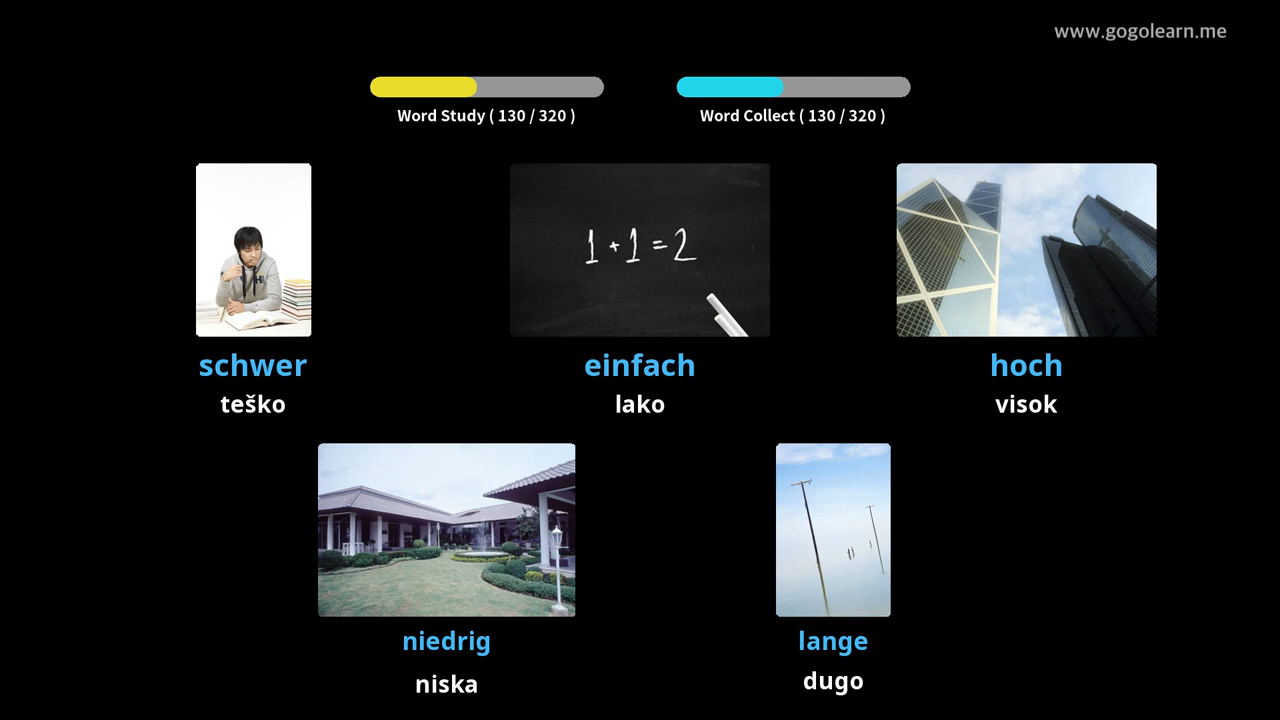 www.gogolearn.me
Word Study ( 130 / 320 )
Word Collect ( 130 / 320 )
1 + 1 = 2
schwer
teško
einfach
lako
hoch
visok
niedrig
niska
lange
dugo